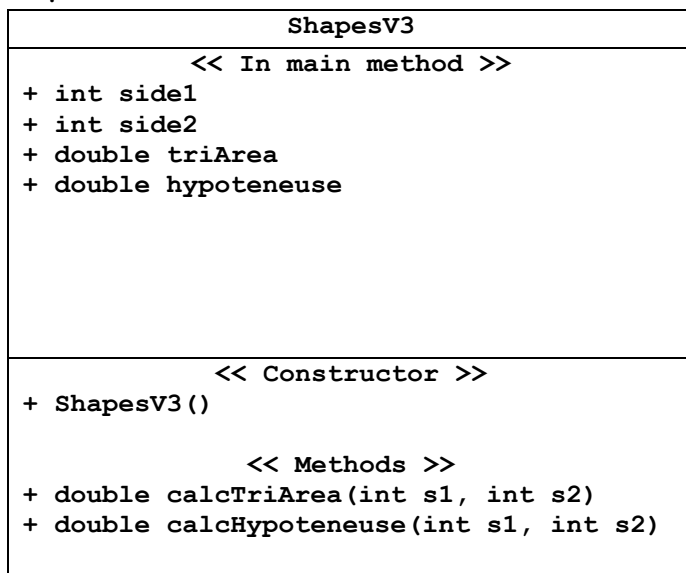 ShapesV3
<< In main method >>
+ int side1
+ int side2
+ double triArea
+ double hypoteneuse
<< Constructor >>
+ ShapesV3()
<< Methods >>
+ double calcTriArea(int s1, int s2)
+ double calcHypoteneuse(int s1, int s2)